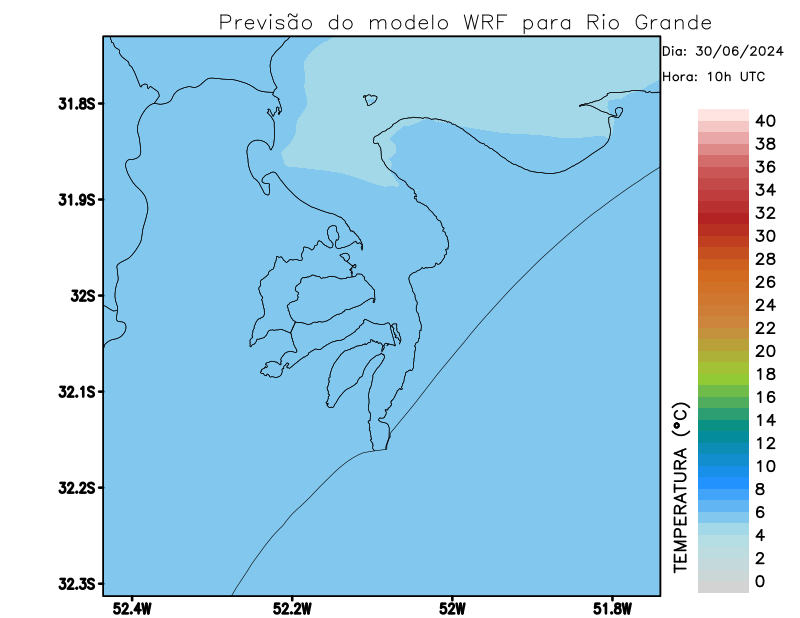 Previsão do modelo WRF para Rio Grande
Dia: 30/06/2024
Hora: 10h UTC
31.8S
31.9S
32S
32.1S
32.2S
32.3S
52.4W
52.2W
52W
51.8W
TEMPERATURA (°C)
40
38
36
34
32
30
28
26
24
22
20
18
16
14
12
10
8
6
4
2
0